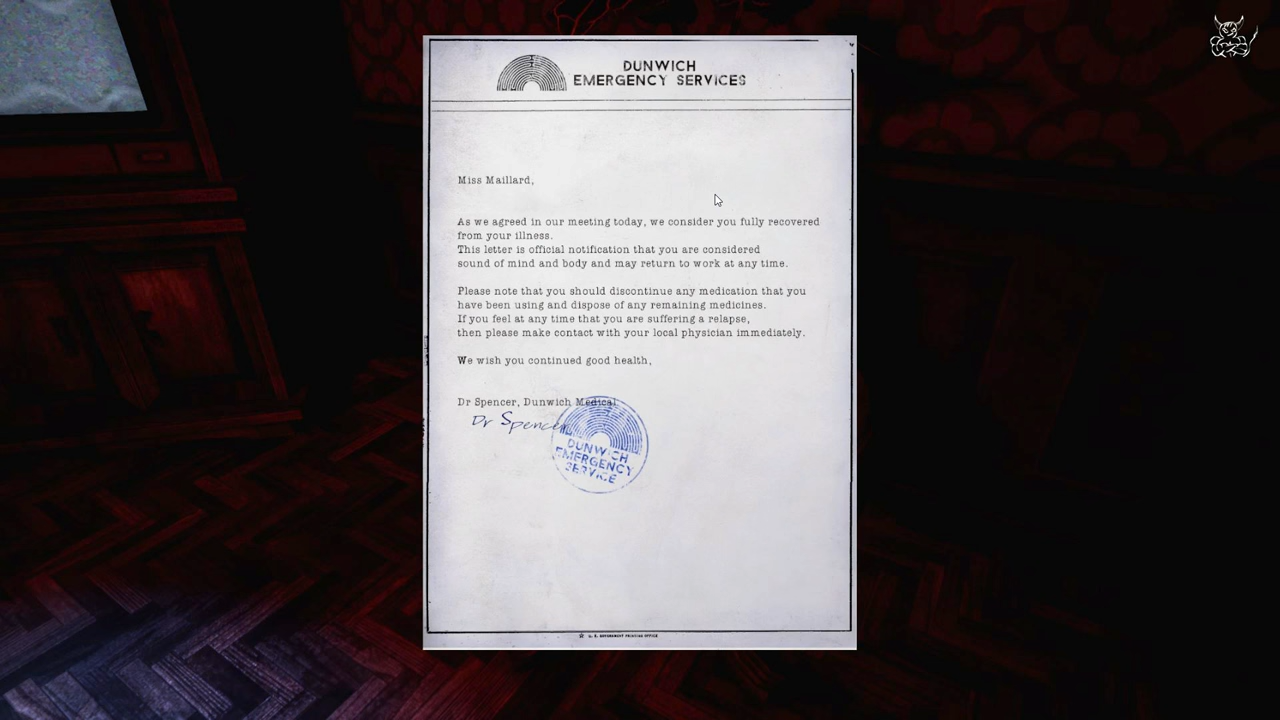 DUNWICH
EMERGENCY SERVICES
Miss Maillard,
As we agreed in our meeting today, we consider you fully recovered
from your illness.
This letter is official notification that you are considered
sound of mind and body and may return to work at any time.
Please note that you should discontinue any medication that you
have been using and dispose of any remaining medicines.
If you feel at any time that you are suffering a relapse,
then please make contact with your local physician immediately.
We wish you continued good health,
Dr Spencer, Dunwich Medical
Dr Spencer
DUNWICH
EMERGENCY
SERVICE
U. S. GOVERNMENT PRINTING OFFICE